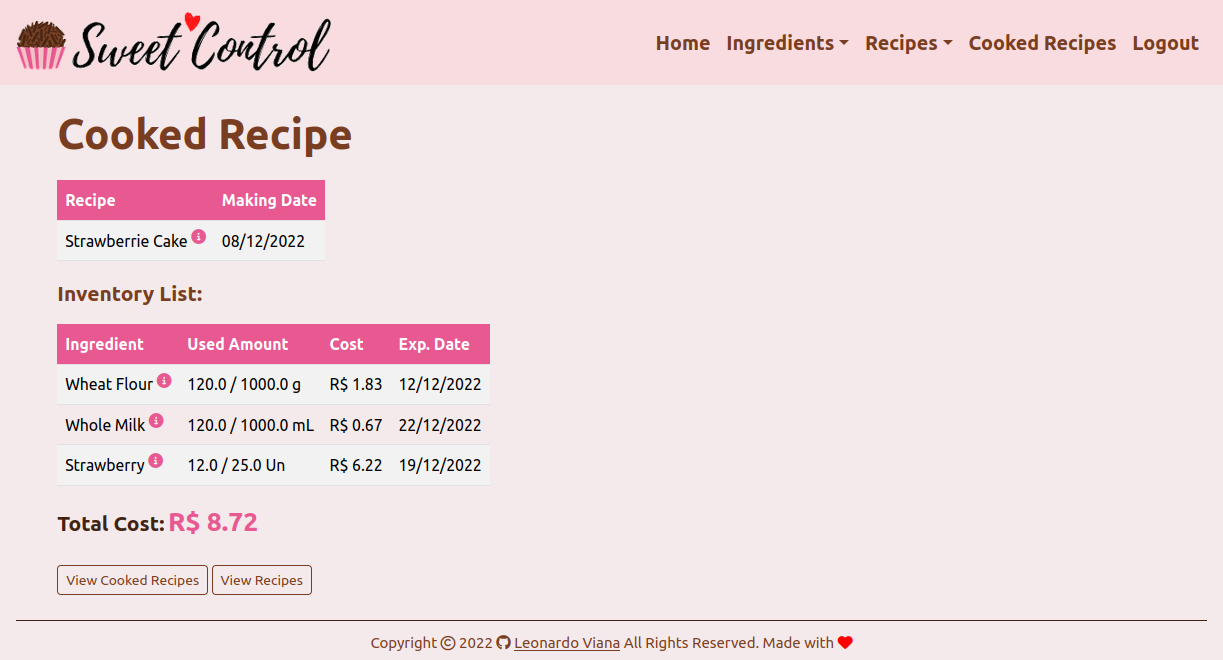 Sweet Control
Home Ingredients Recipes Cooked Recipes Logout
Cooked Recipe
Recipe Making Date
Strawberrie Cake 08/12/2022
Inventory List:
Ingredient Used Amount Cost Exp. Date
Wheat Flour 120.0 / 1000.0 g R$ 1.83 12/12/2022
Whole Milk 120.0 / 1000.0 mL R$ 0.67 22/12/2022
Strawberry 12.0 / 25.0 Un R$ 6.22 19/12/2022
Total Cost: R$ 8.72
View Cooked Recipes View Recipes
Copyright © 2022 Leonardo Viana All Rights Reserved. Made with